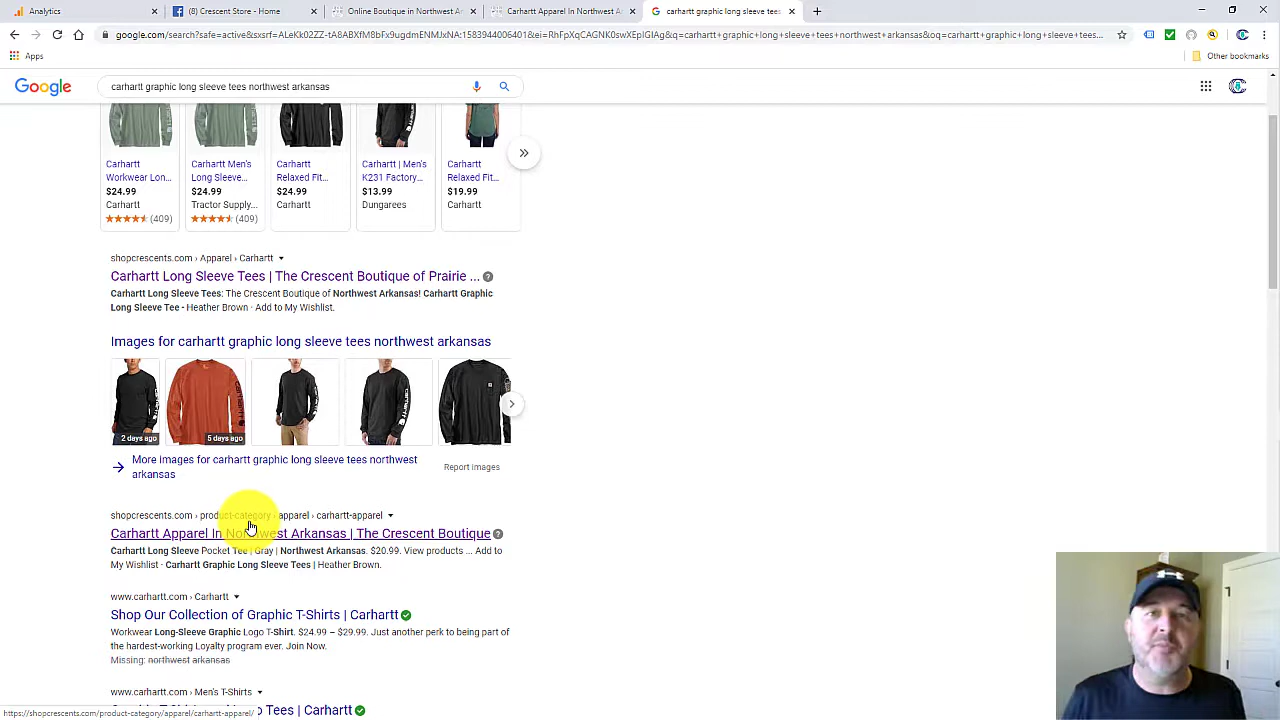 Analytics
(8) Crescent Store - Home
Online Boutique in Northwest Ar
Carhartt Apparel In Northwest A
carhartt graphic long sleeve tees
google.com/search?safe=active&sxsrf=ALeKk02ZZ-tA8ABXfM8bFx9ugdmENMJxNA:1583944006401&ei=RhFpXqCAGNK0swXEpIGIAg&q=carhartt+graphic+long+sleeve+tees+northwest+arkansas&oq=carhartt+graphic+long+sleeve+tees...
Apps
Other bookmarks
Google
carhartt graphic long sleeve tees northwest arkansas
Carhartt Workwear Lon...
$24.99
Carhartt
(409)
Carhartt Men's Long Sleeve...
$24.99
Tractor Supply...
(409)
Carhartt Relaxed Fit...
$24.99
Carhartt
Carhartt | Men's K231 Factory...
$13.99
Dungarees
Carhartt Relaxed Fit...
$19.99
Carhartt
shopcrescents.com › Apparel › Carhartt
Carhartt Long Sleeve Tees | The Crescent Boutique of Prairie ...
Carhartt Long Sleeve Tees: The Crescent Boutique of Northwest Arkansas! Carhartt Graphic
Long Sleeve Tee - Heather Brown · Add to My Wishlist.
Images for carhartt graphic long sleeve tees northwest arkansas
2 days ago
5 days ago
More images for carhartt graphic long sleeve tees northwest
arkansas
Report images
shopcrescents.com › product-category › apparel › carhartt-apparel
Carhartt Apparel In Northwest Arkansas | The Crescent Boutique
Carhartt Long Sleeve Pocket Tee | Gray | Northwest Arkansas. $20.99. View products ... Add to
My Wishlist · Carhartt Graphic Long Sleeve Tees | Heather Brown.
www.carhartt.com › Carhartt
Shop Our Collection of Graphic T-Shirts | Carhartt
Workwear Long-Sleeve Graphic Logo T-Shirt. $24.99 – $29.99. Just another perk to being part of
the hardest-working Loyalty program ever. Join Now.
Missing: northwest arkansas
www.carhartt.com › Men's T-Shirts
Tees | Carhartt
https://shopcrescents.com/product-category/apparel/carhartt-apparel/